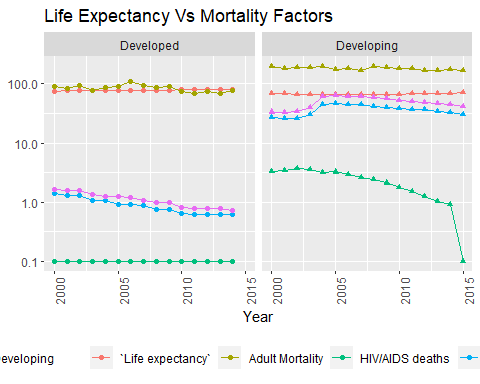 Life Expectancy Vs Mortality Factors
Developed Developing
100.0
10.0
1.0
0.1
2000 2005 2010 2015 2000 2005 2010 2015
Year
Developing `Life expectancy` Adult Mortality HIV/AIDS deaths